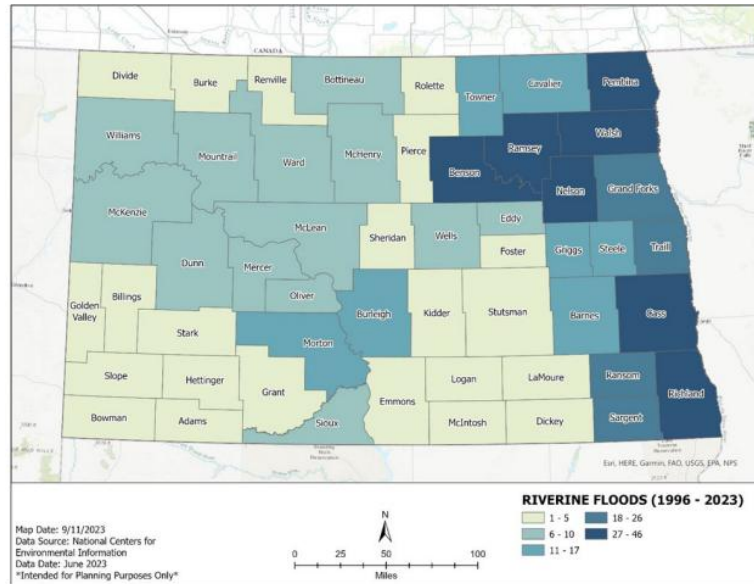 CANADA
Divide
Burke
Renville
Bottineau
Rolette
Towner
Cavalier
Pembina
Williams
Mountrail
Ward
McHenry
Pierce
Benson
Ramsey
Walsh
Nelson
Grand Forks
McKenzie
McLean
Sheridan
Wells
Eddy
Foster
Griggs
Steele
Traill
Dunn
Mercer
Oliver
Golden
Valley
Billings
Stark
Morton
Burleigh
Kidder
Stutsman
Barnes
Cass
Slope
Hettinger
Grant
Emmons
Logan
LaMoure
Ransom
Richland
Bowman
Adams
Sioux
McIntosh
Dickey
Sargent
Esri, HERE, Garmin, FAO, USGS, EPA, NPS
RIVERINE FLOODS (1996 - 2023)
1 - 5
18 - 26
6 - 10
27 - 46
11 - 17
N
0 25 50 100
Miles
Map Date: 9/11/2023
Data Source: National Centers for
Environmental Information
Data Date: June 2023
*Intended for Planning Purposes Only*